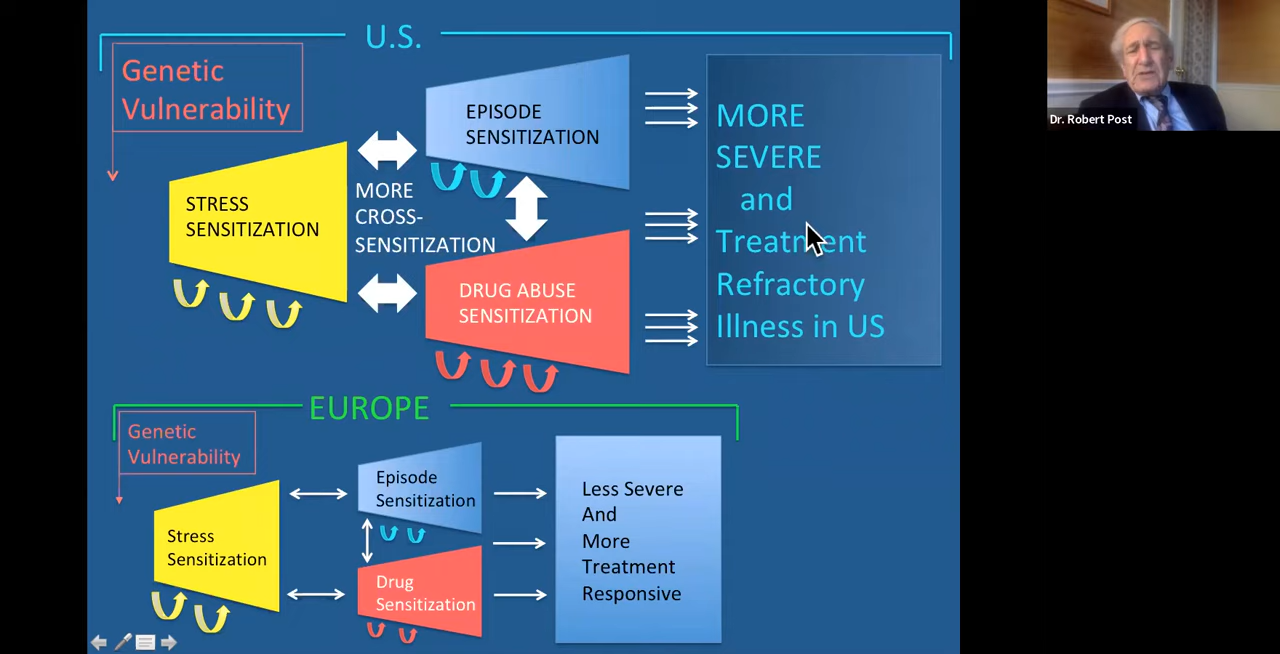 U.S.
Genetic
Vulnerability
EPISODE
SENSITIZATION
STRESS
SENSITIZATION
MORE
CROSS-
SENSITIZATION
DRUG ABUSE
SENSITIZATION
MORE
SEVERE
and
Treatment
Refractory
Illness in US
EUROPE
Genetic
Vulnerability
Episode
Sensitization
Stress
Sensitization
Drug
Sensitization
Less Severe
And
More
Treatment
Responsive
Dr. Robert Post